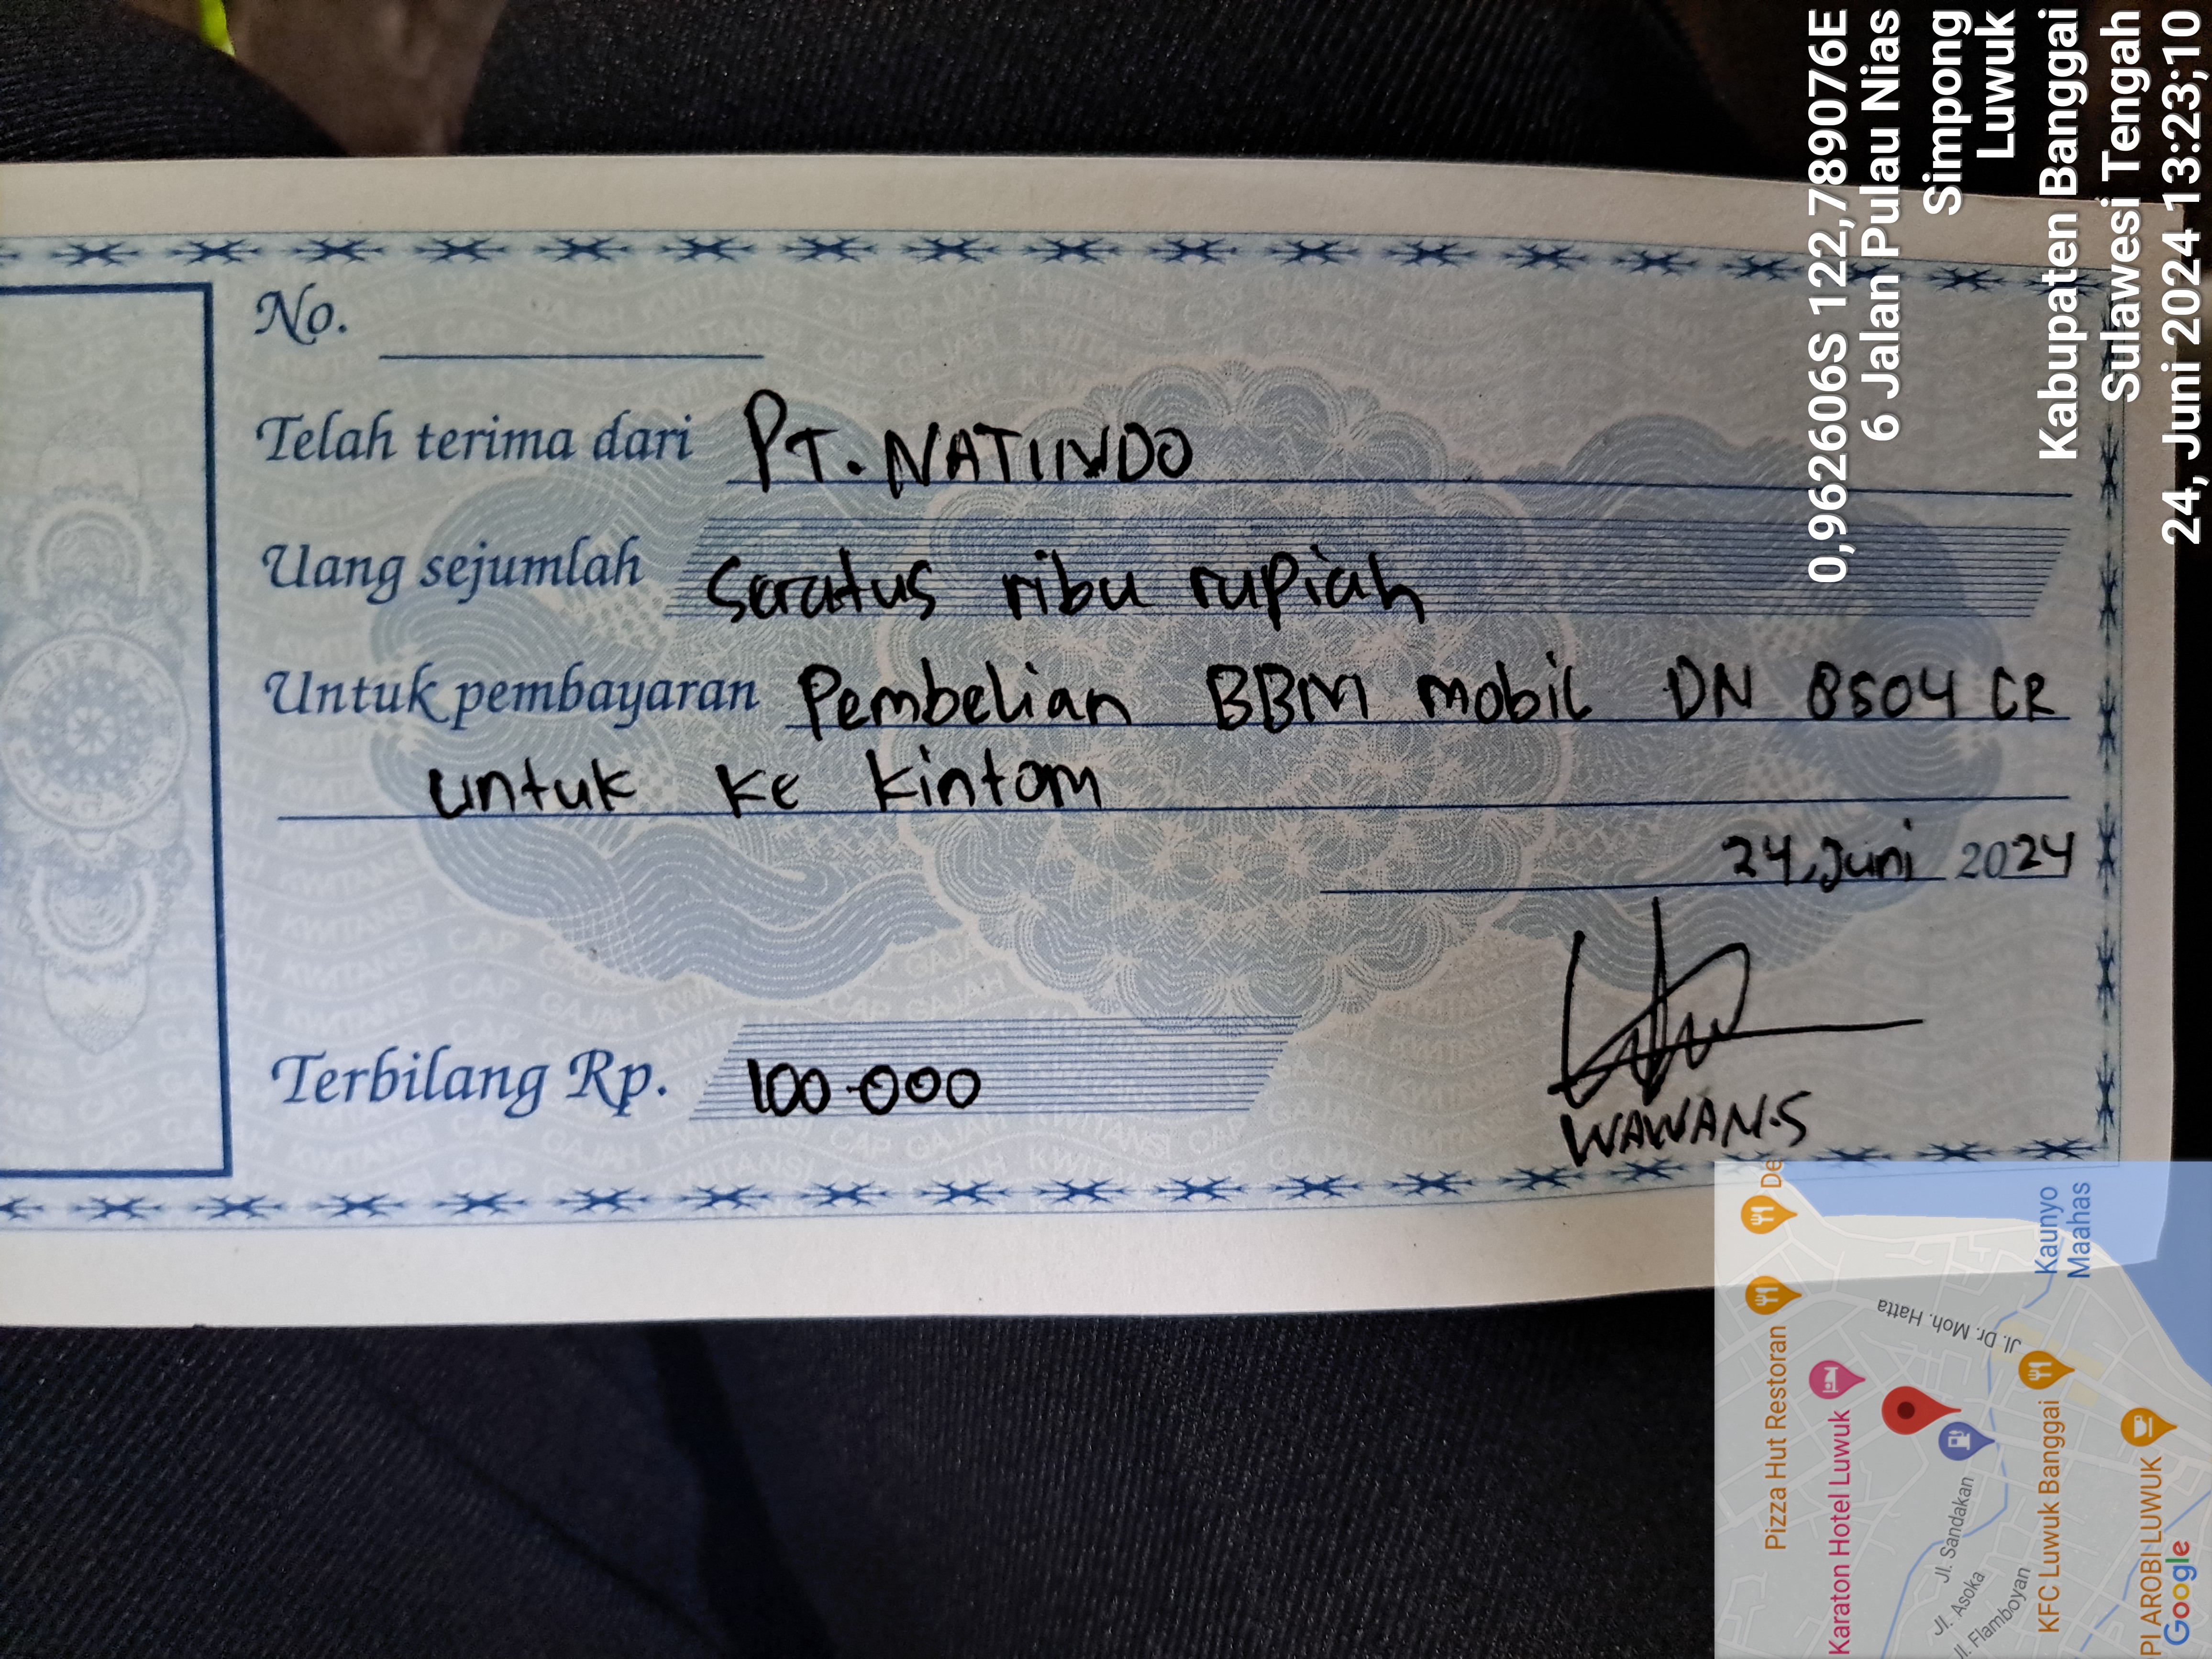 No.
Telah terima dari PT. NATINDO
Uang sejumlah Seratus ribu rupiah
Untuk pembayaran Pembelian BBM mobil DN 8504 CR
untuk ke kintom
24, Juni 2024
Terbilang Rp. 100.000
WAWAN.S
0,962606S 122,789076E
6 Jalan Pulau Nias
Simpong
Luwuk
Kabupaten Banggai
Sulawesi Tengah
24, Juni 2024 13:23;10
De
Pizza Hut Restoran
Karaton Hotel Luwuk
Jl. Dr. Moh. Hatta
Kaunyo
Maahas
Jl. Sandakan
Jl. Asoka
Jl. Flamboyan
KFC Luwuk Banggai
PI AROBI LUWUK
Google